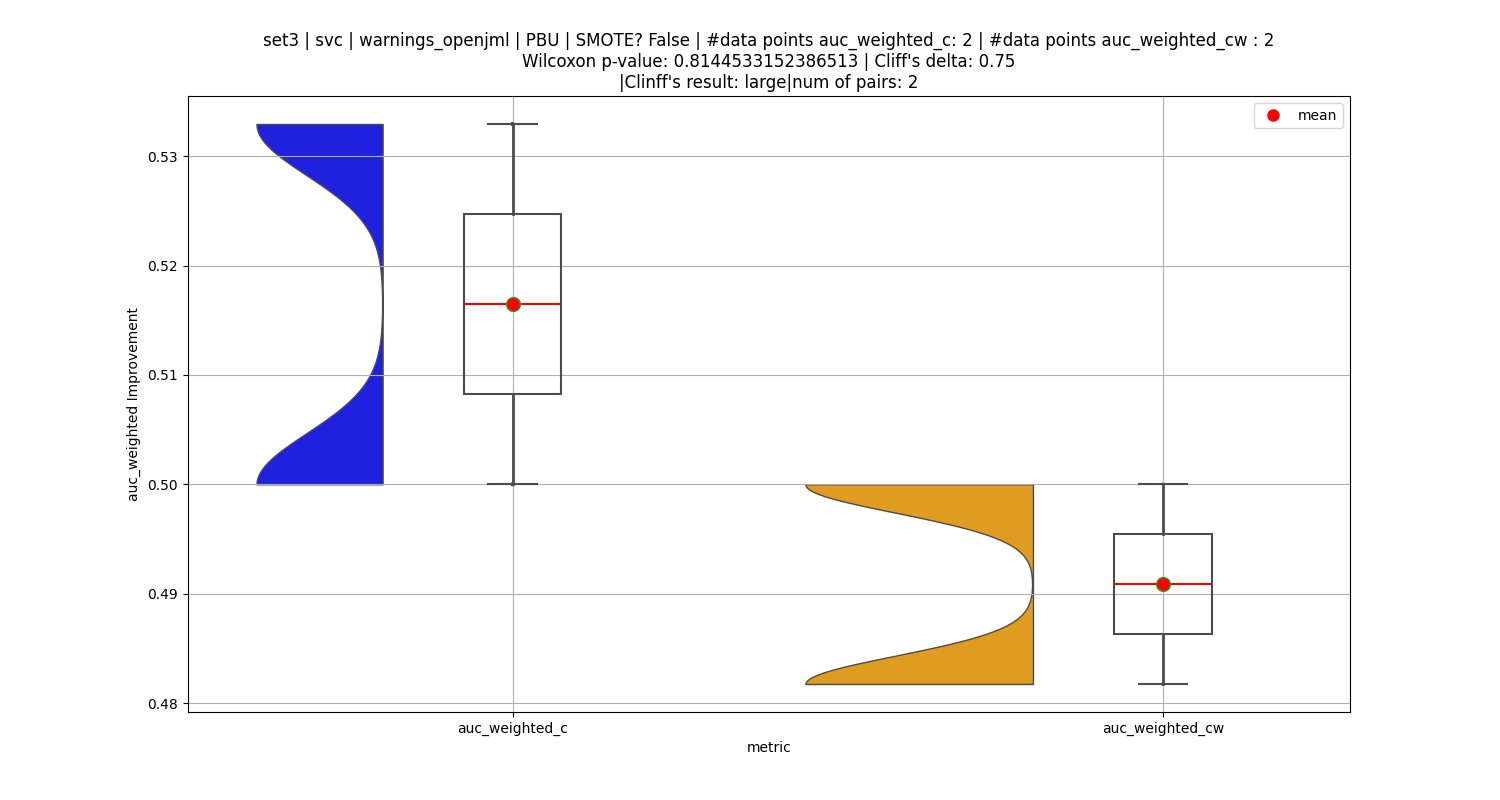 set3 | svc | warnings_openjml | PBU | SMOTE? False | #data points auc_weighted_c: 2 | #data points auc_weighted_cw : 2
Wilcoxon p-value: 0.8144533152386513 | Cliff's delta: 0.75
|Clinff's result: large|num of pairs: 2
mean
0.53
0.52
0.51
0.50
0.49
0.48
auc_weighted Improvement
auc_weighted_c
auc_weighted_cw
metric